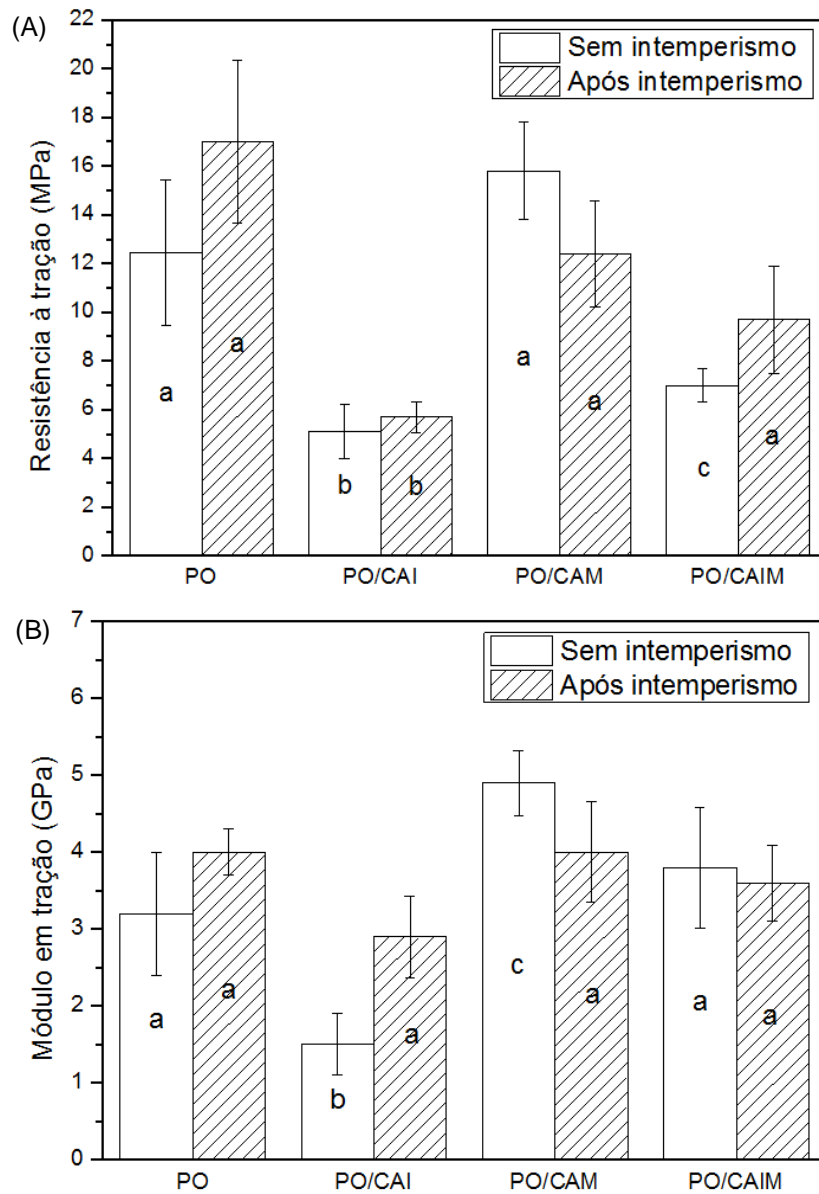 (A)
22
20
18
16
14
12
10
8
6
4
2
0
Resistência à tração (MPa)
Sem intemperismo
Após intemperismo
a
a
b
b
a
a
c
a
PO
PO/CAI
PO/CAM
PO/CAIM
(B)
7
6
5
4
3
2
1
0
Módulo em tração (GPa)
Sem intemperismo
Após intemperismo
a
a
b
a
c
a
a
a
PO
PO/CAI
PO/CAM
PO/CAIM